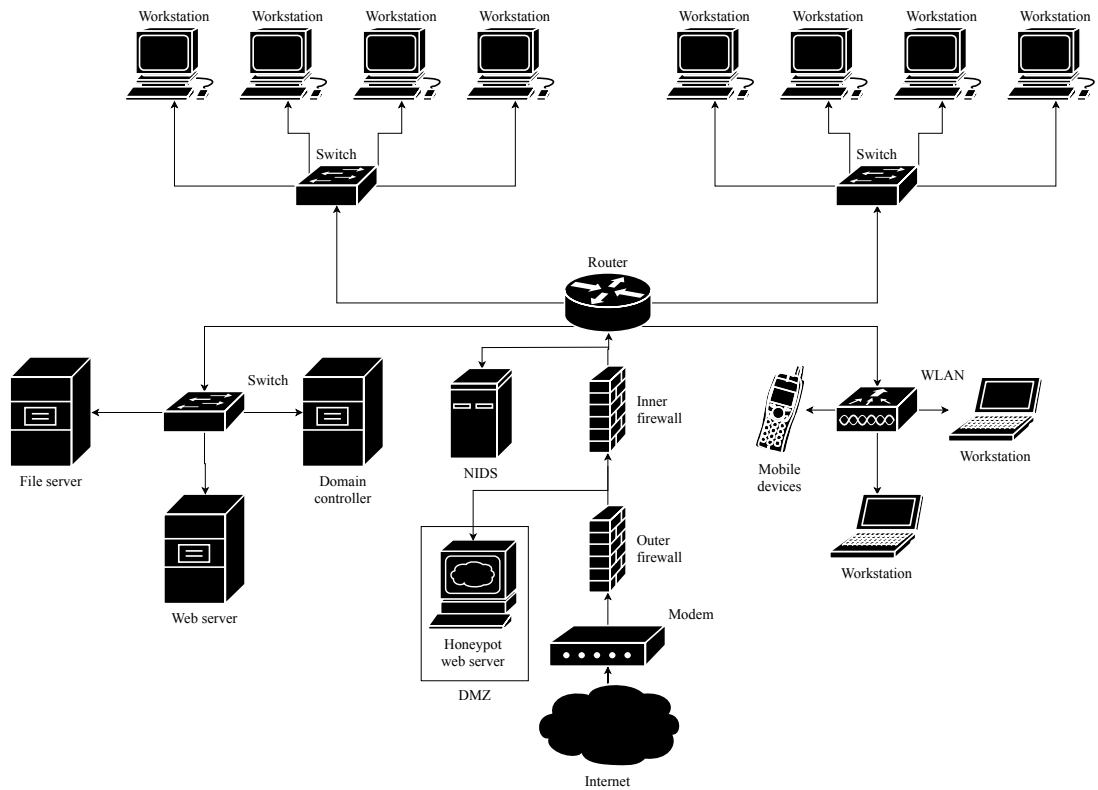 Workstation
Workstation
Workstation
Workstation
Workstation
Workstation
Workstation
Workstation
Switch
Switch
Router
Switch
WLAN
Inner
firewall
File server
Domain
controller
NIDS
Mobile
devices
Workstation
Outer
firewall
Workstation
Web server
Modem
Honeypot
web server
DMZ
Internet